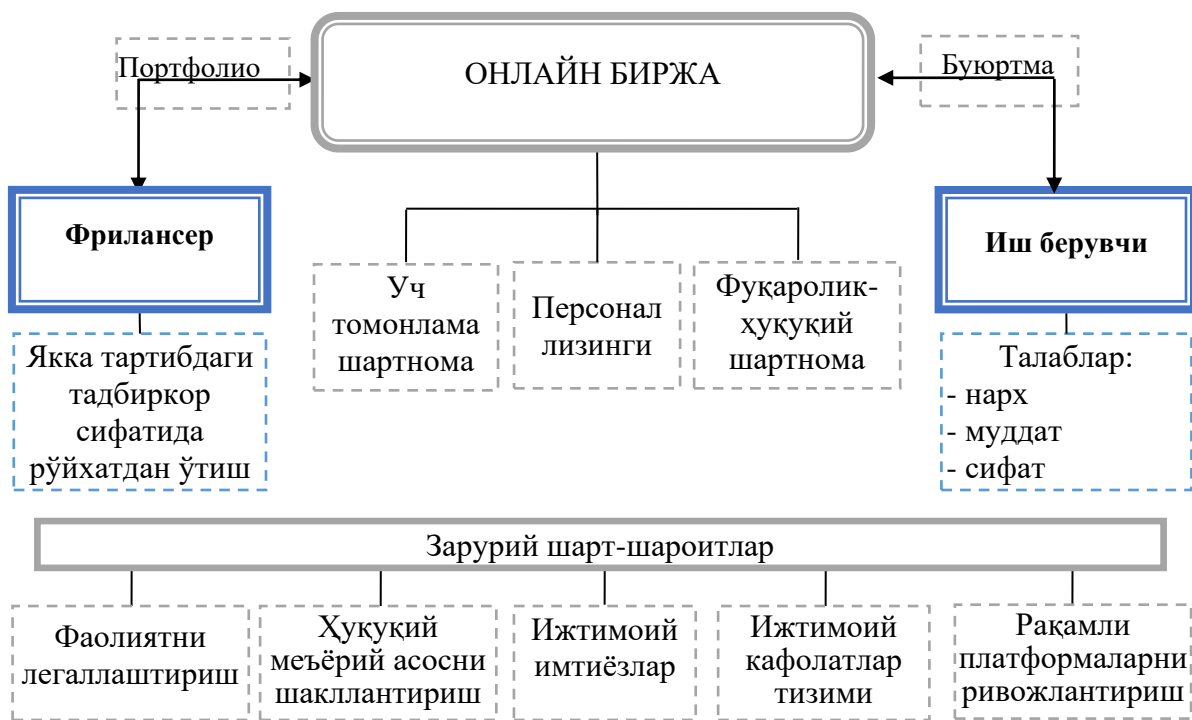 Портфолио
ОНЛАЙН БИРЖА
Буюртма
Фрилансер
Иш берувчи
Уч
томонлама
шартнома
Персонал
лизинги
Фуқаролик-
ҳуқуқий
шартнома
Якка тартибдаги
тадбиркор
сифатида
рўйхатдан ўтиш
Талаблар:
- нарх
- муддат
- сифат
Зарурий шарт-шароитлар
Фаолиятни
легаллаштириш
Ҳуқуқий
меъёрий асосни
шакллантириш
Ижтимоий
имтиёзлар
Ижтимоий
кафолатлар
тизими
Рақамли
платформаларни
ривожлантириш